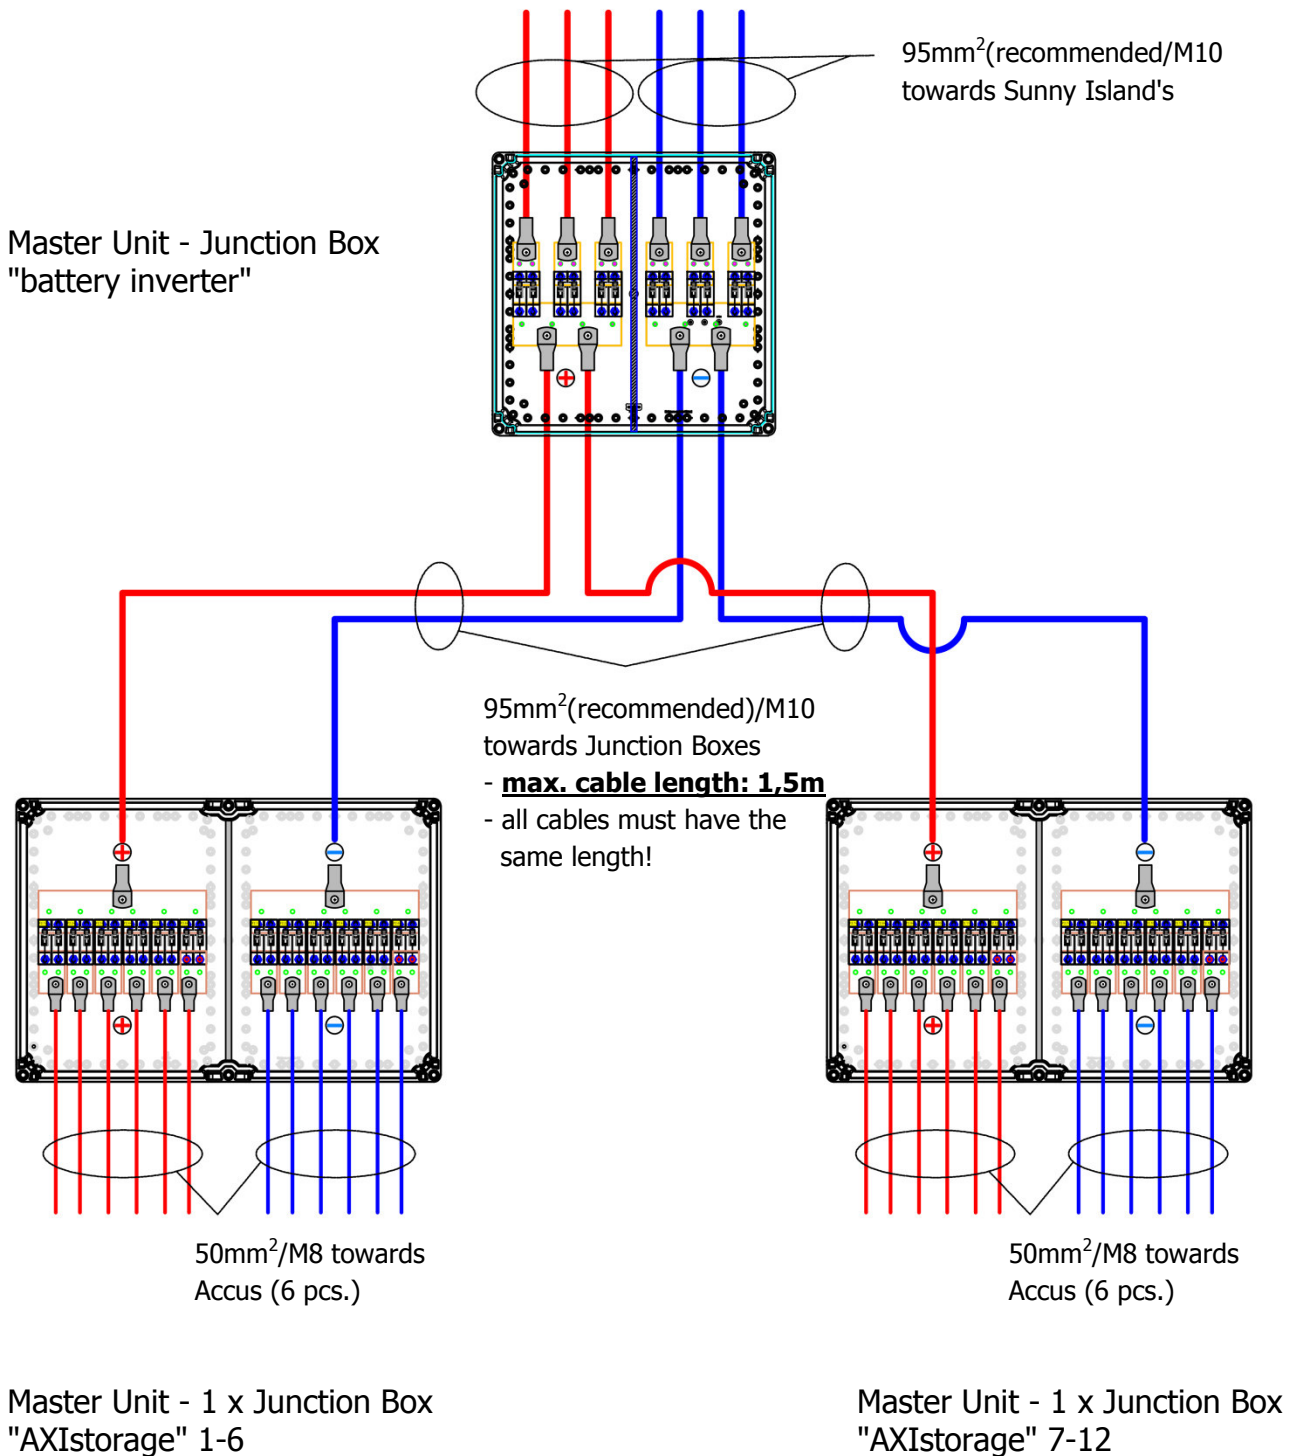 95mm²(recommended/M10
towards Sunny Island's
Master Unit - Junction Box
"battery inverter"
95mm²(recommended)/M10
towards Junction Boxes
- max. cable length: 1,5m
- all cables must have the
same length!
50mm²/M8 towards
Accus (6 pcs.)
50mm²/M8 towards
Accus (6 pcs.)
Master Unit - 1 x Junction Box
"AXIstorage" 1-6
Master Unit - 1 x Junction Box
"AXIstorage" 7-12